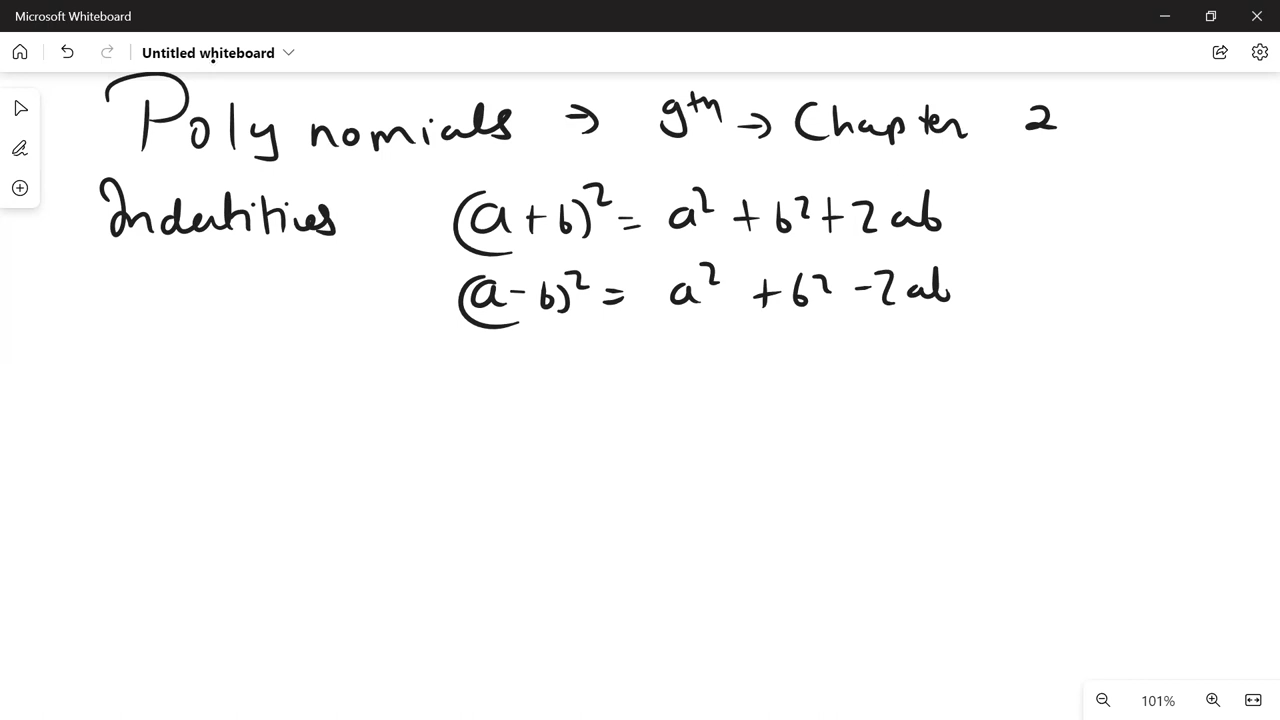 Microsoft Whiteboard
Untitled whiteboard
Polynomials → 9th → Chapter 2
Indentities (a + b)² = a² + b² + 2ab
(a - b)² = a² + b² - 2ab
101%